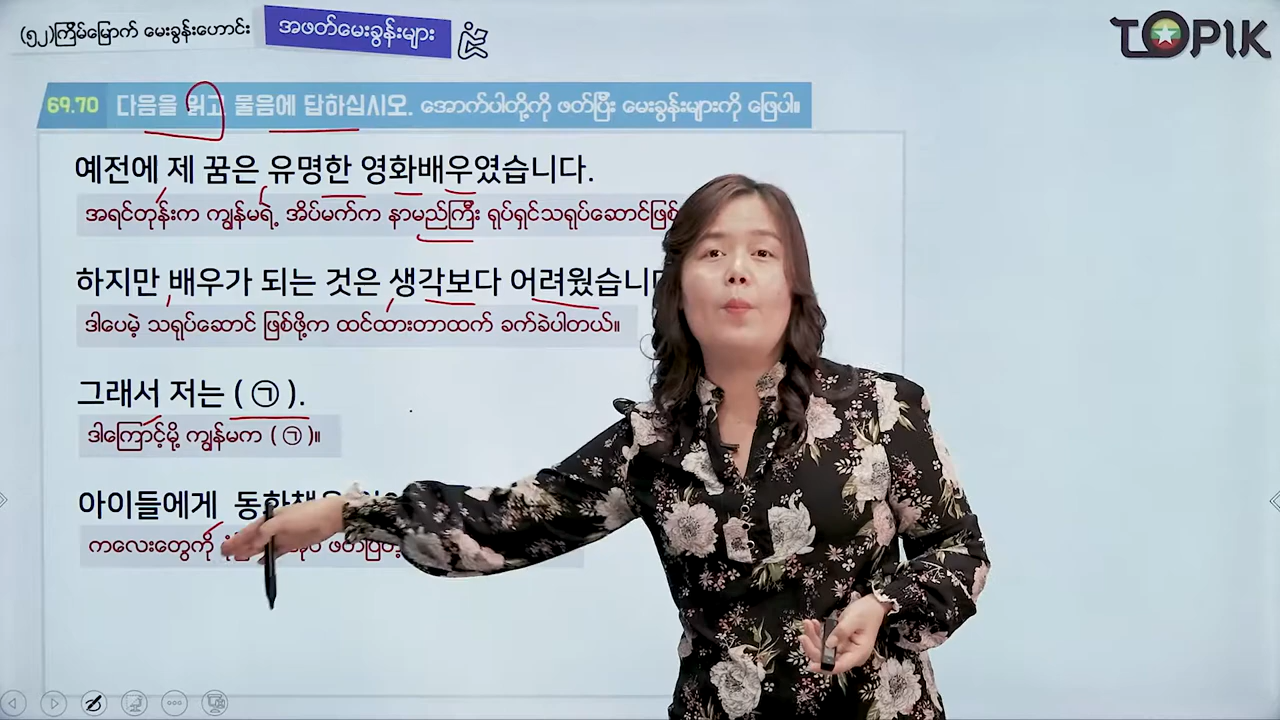 (၅၂)ကြိမ်မြောက် မေးခွန်းဟောင်း
အဖတ်မေးခွန်းများ
TOPIK
69.70 다음을 읽고 물음에 답하십시오. အောက်ပါတို့ကို ဖတ်ပြီး မေးခွန်းများကို ဖြေပါ။
예전에 제 꿈은 유명한 영화배우였습니다.
အရင်တုန်းက ကျွန်မရဲ့ အိပ်မက်က နာမည်ကြီး ရုပ်ရှင်သရုပ်ဆောင်ဖြစ်
하지만 배우가 되는 것은 생각보다 어려웠습니
ဒါပေမဲ့ သရုပ်ဆောင် ဖြစ်ဖို့က ထင်ထားတာထက် ခက်ခဲပါတယ်။
그래서 저는 ( ㉠ ).
ဒါကြောင့်မို့ ကျွန်မက ( ㉠ )။
아이들에게
ကလေးတွေကို